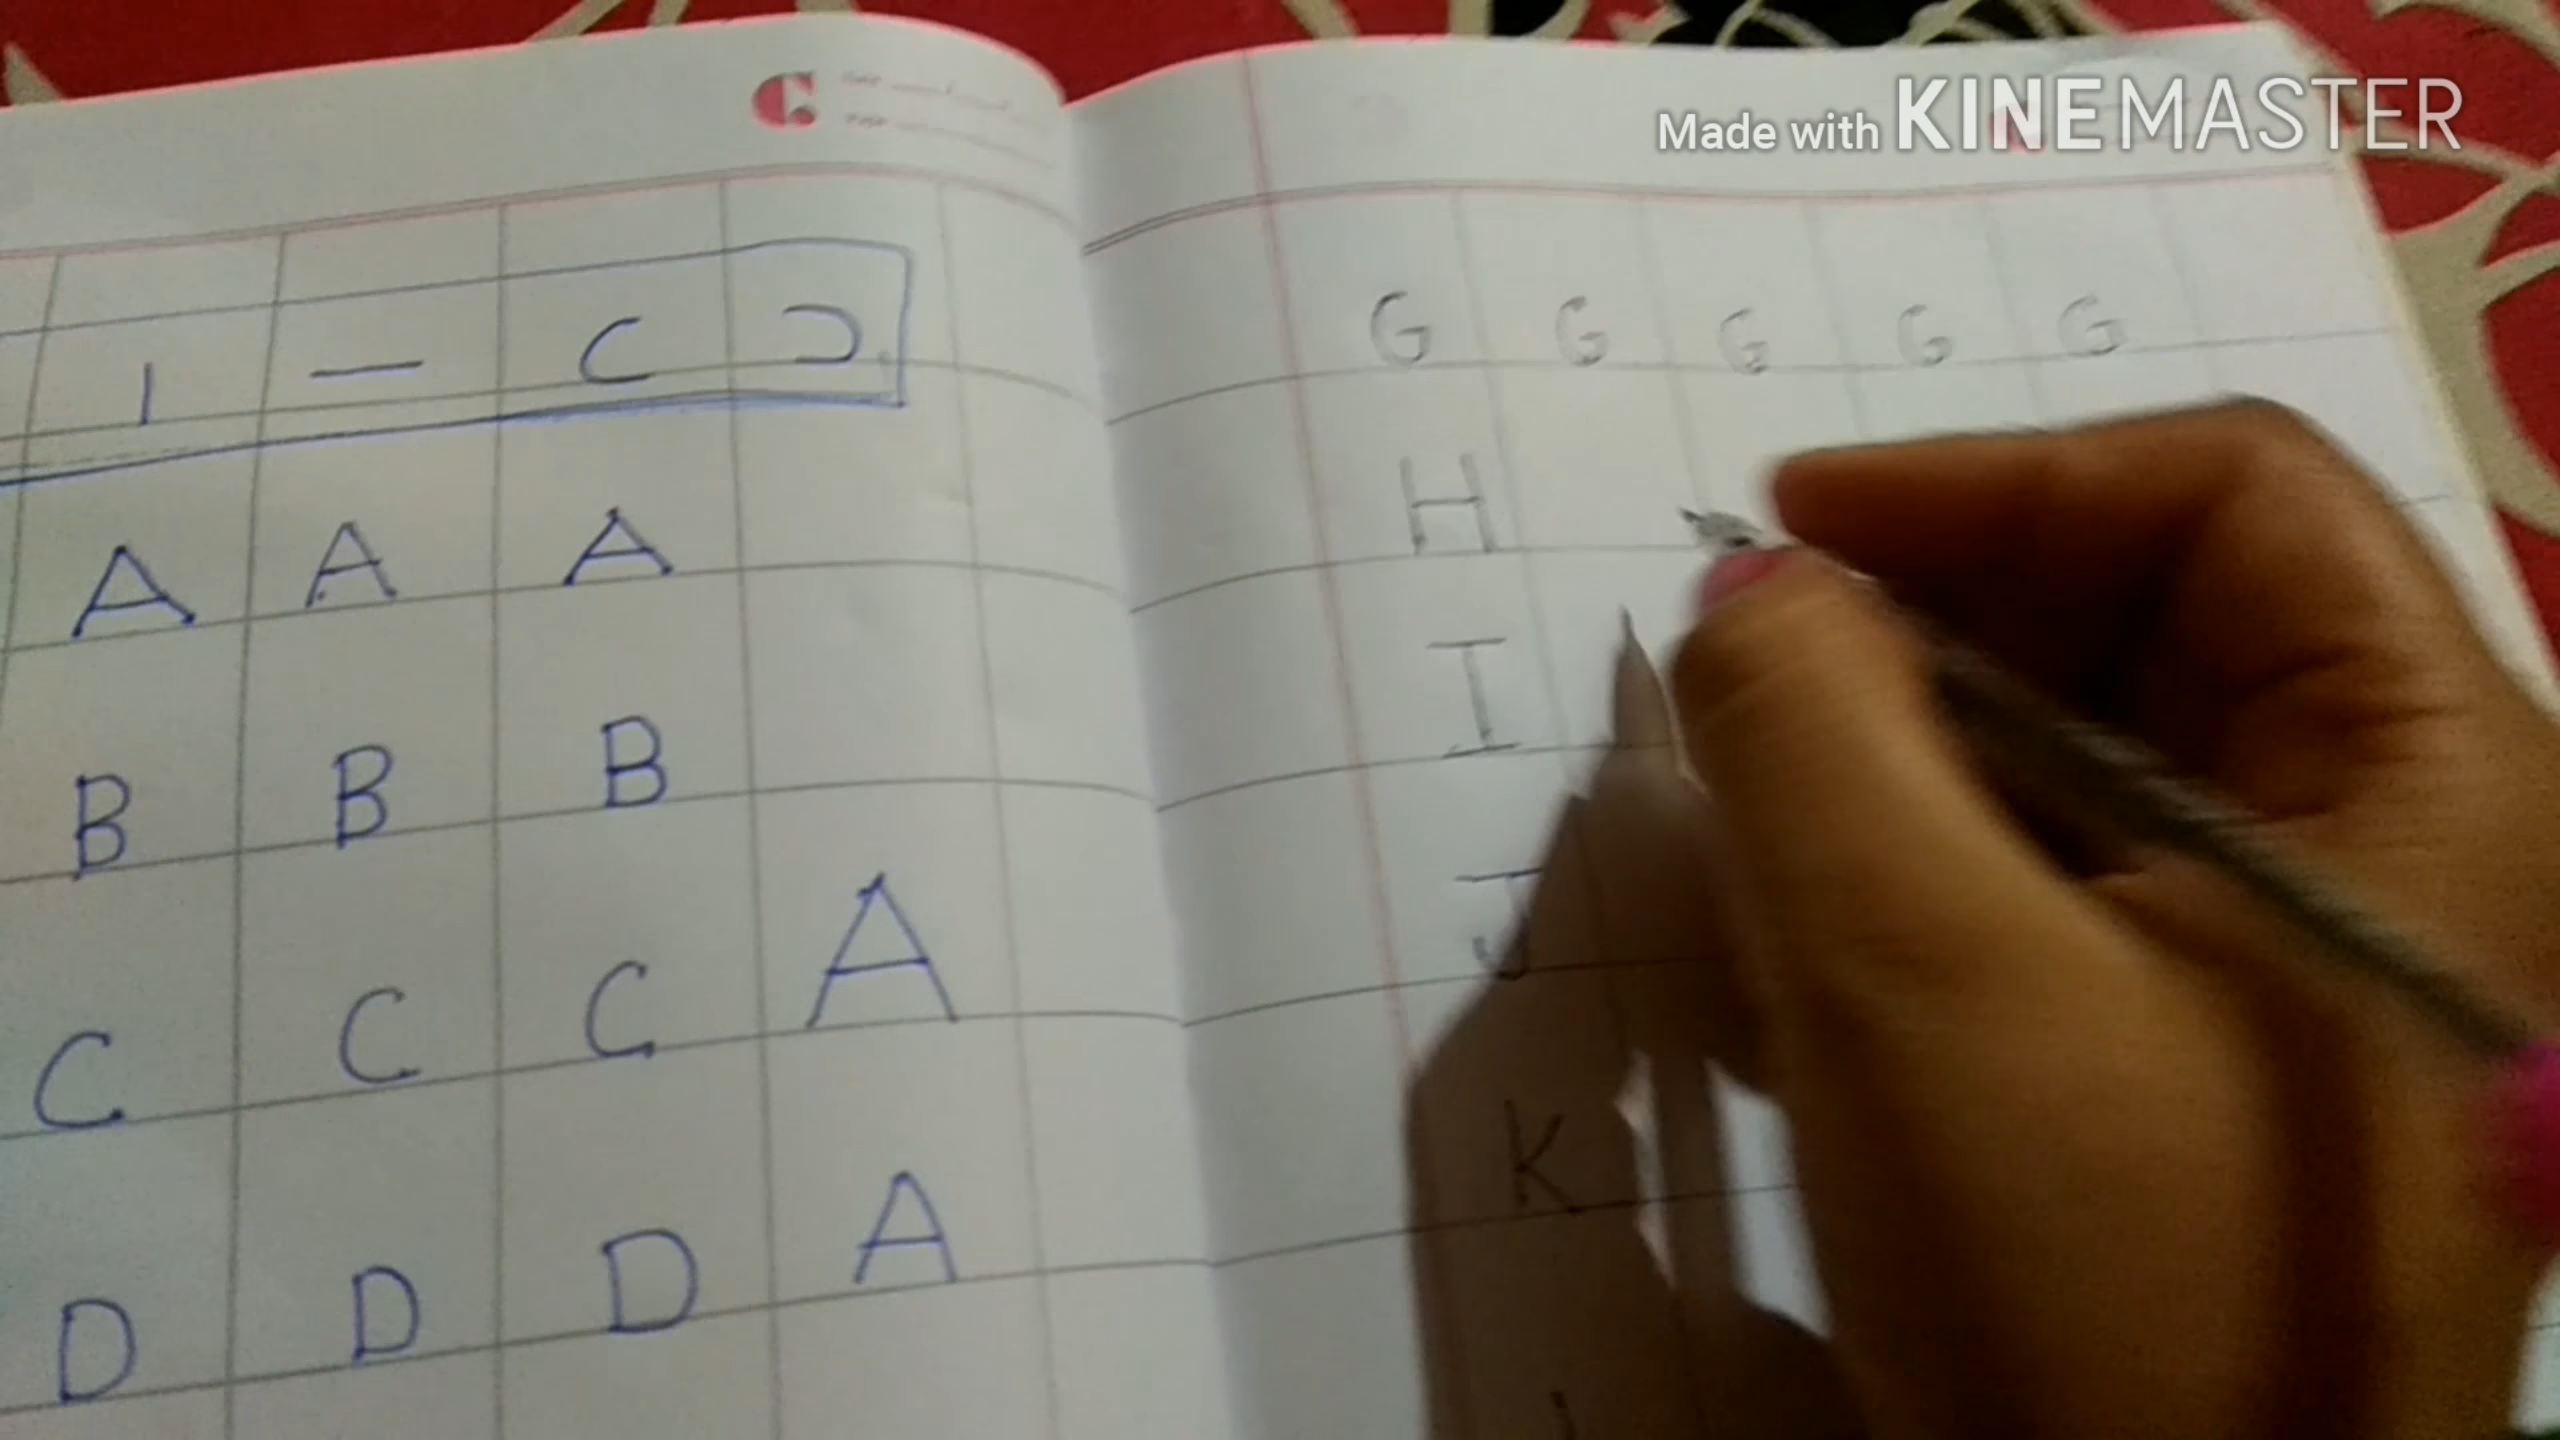 Made with KINEMASTER
I — C Ɔ
A A A
B B B
C C C A
D D D A
G G G G G
H
I
J
K